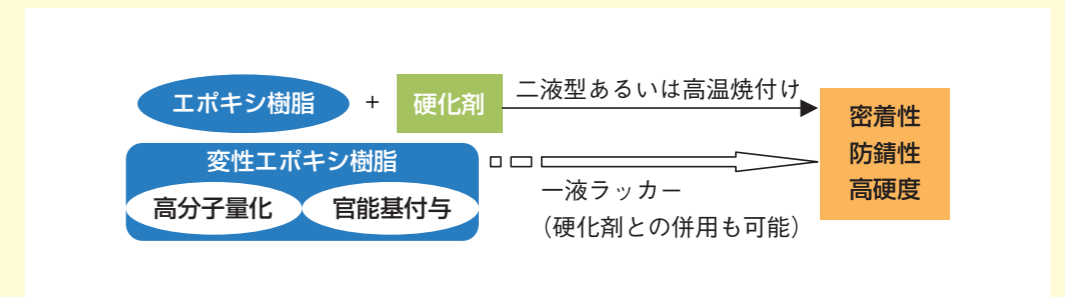 エポキシ樹脂 + 硬化剤 二液型あるいは高温焼付け
変性エポキシ樹脂
高分子量化 官能基付与
一液ラッカー
（硬化剤との併用も可能）
密着性
防錆性
高硬度